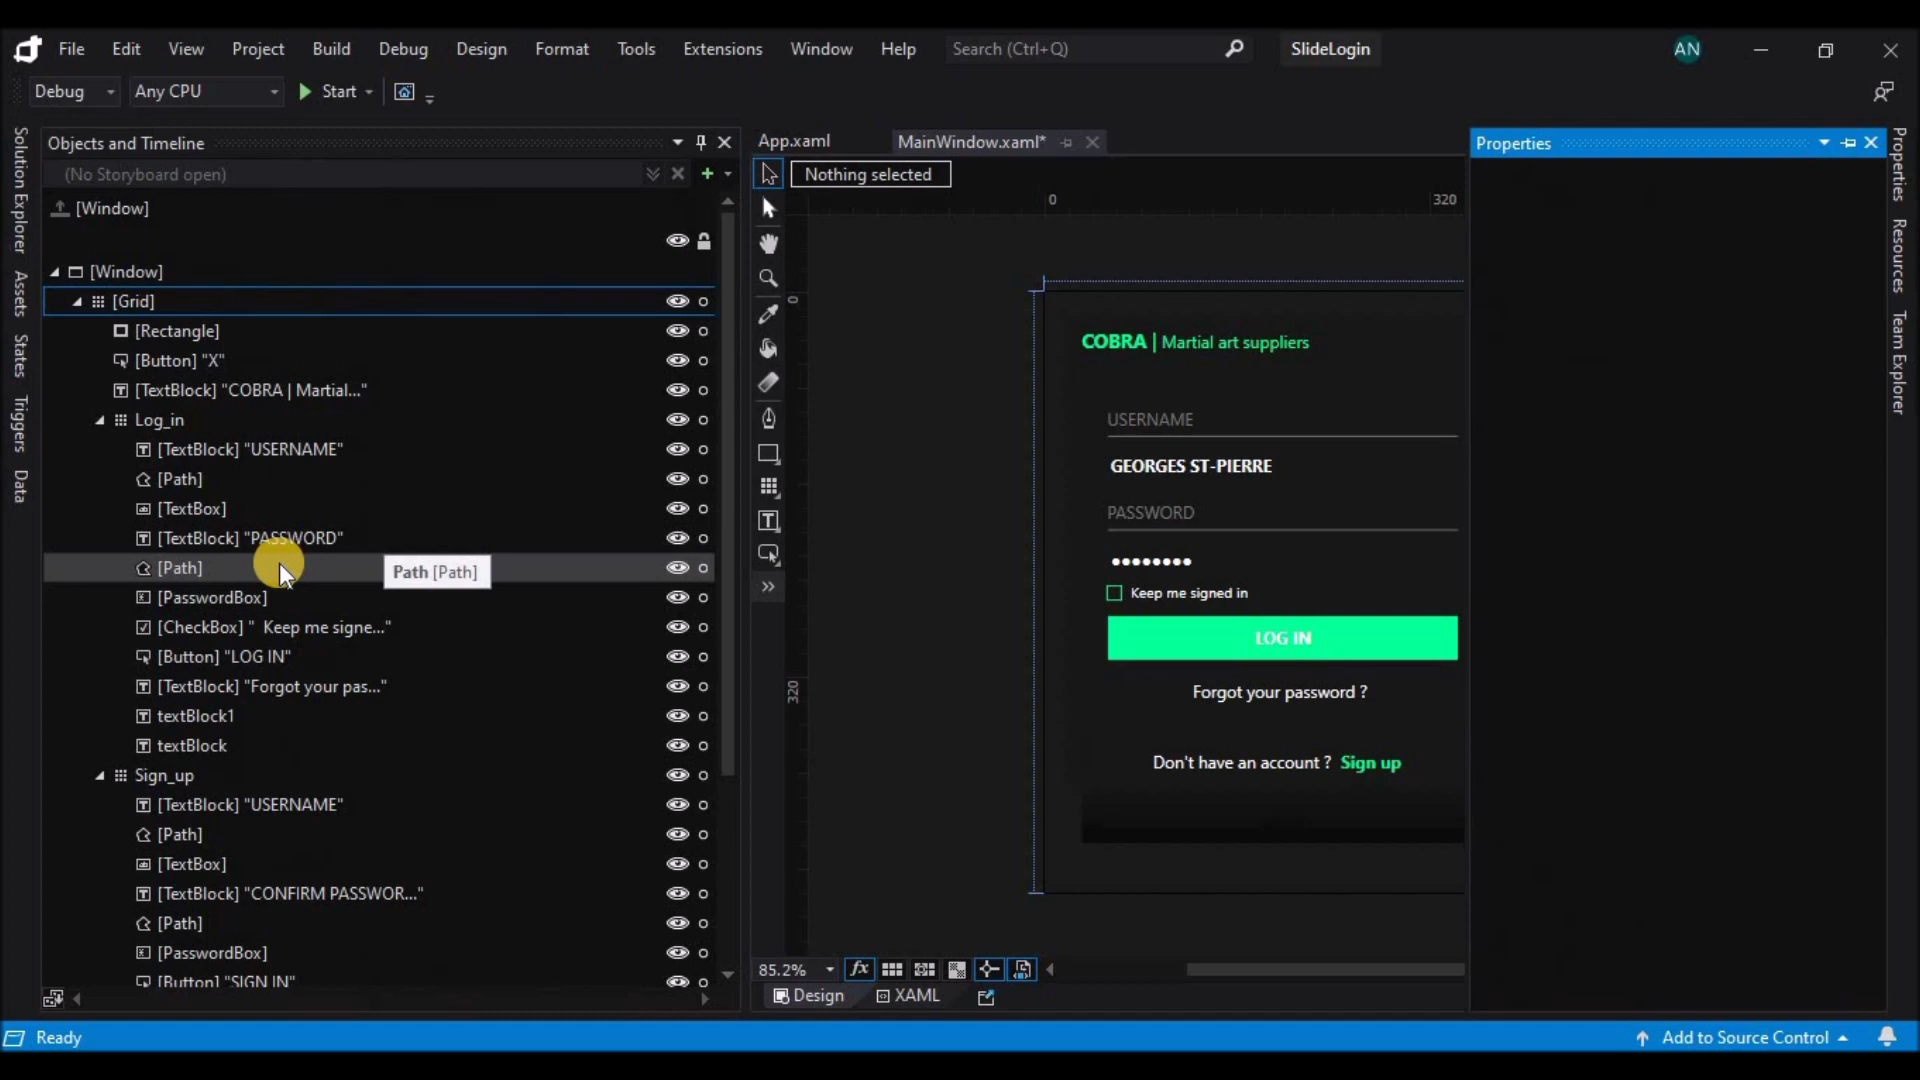 File Edit View Project Build Debug Design Format Tools Extensions Window Help Search (Ctrl+Q) SlideLogin AN
Debug Any CPU Start
Solution Explorer
Assets
States
Triggers
Data
Objects and Timeline
(No Storyboard open)
[Window]
[Window]
[Grid]
[Rectangle]
[Button] "X"
[TextBlock] "COBRA | Martial..."
Log_in
[TextBlock] "USERNAME"
[Path]
[TextBox]
[TextBlock] "PASSWORD"
[Path]
Path [Path]
[PasswordBox]
[CheckBox] "  Keep me signe..."
[Button] "LOG IN"
[TextBlock] "Forgot your pas..."
textBlock1
textBlock
Sign_up
[TextBlock] "USERNAME"
[Path]
[TextBox]
[TextBlock] "CONFIRM PASSWOR..."
[Path]
[PasswordBox]
[Button] "SIGN IN"
App.xaml MainWindow.xaml*
Nothing selected
0 320
0
320
COBRA | Martial art suppliers
USERNAME
GEORGES ST-PIERRE
PASSWORD
••••••••
Keep me signed in
LOG IN
Forgot your password ?
Don't have an account ? Sign up
85.2% fx
Design XAML
Properties
Properties
Resources
Team Explorer
Ready Add to Source Control